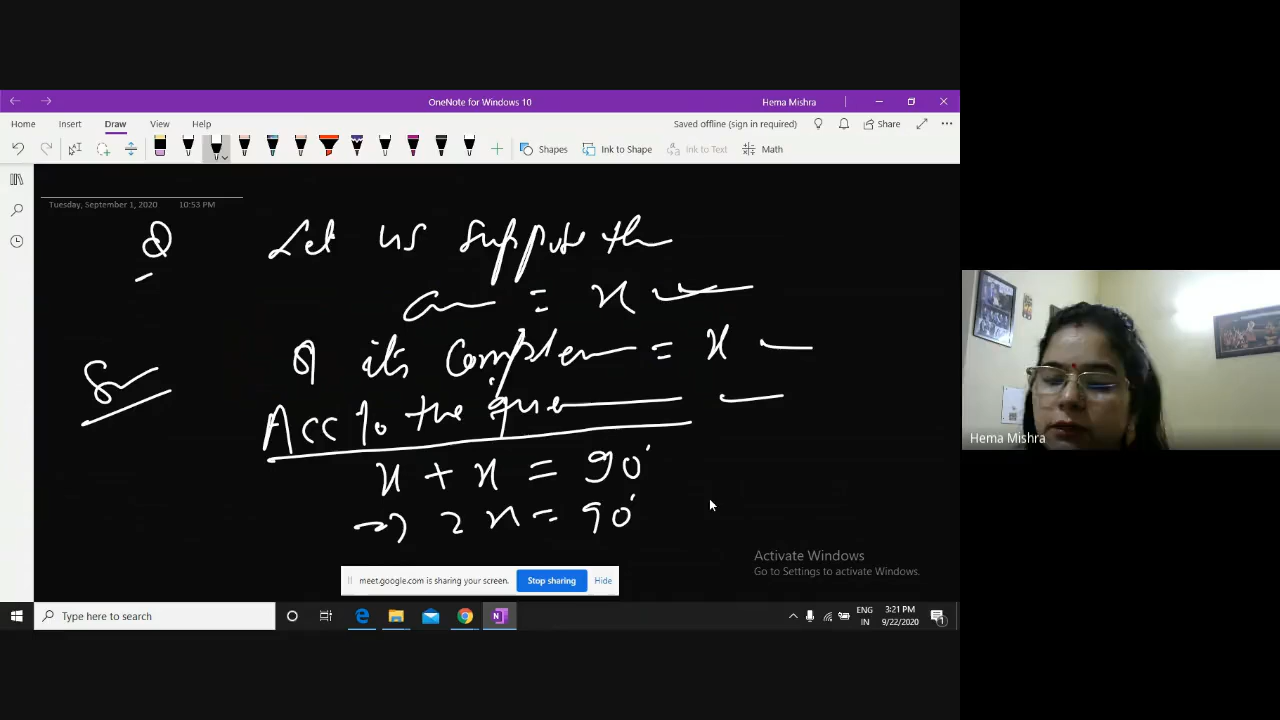 OneNote for Windows 10
Hema Mishra
Home Insert Draw View Help
Saved offline (sign in required)
Share
Shapes Ink to Shape Ink to Text Math
Tuesday, September 1, 2020 10:53 PM
Q Let us suppose the
= x
its Complem = x
Acc to the que
x + x = 90°
⇒ 2x = 90°
Hema Mishra
Activate Windows
Go to Settings to activate Windows.
meet.google.com is sharing your screen. Stop sharing Hide
Type here to search
ENG
IN
3:21 PM
9/22/2020
1